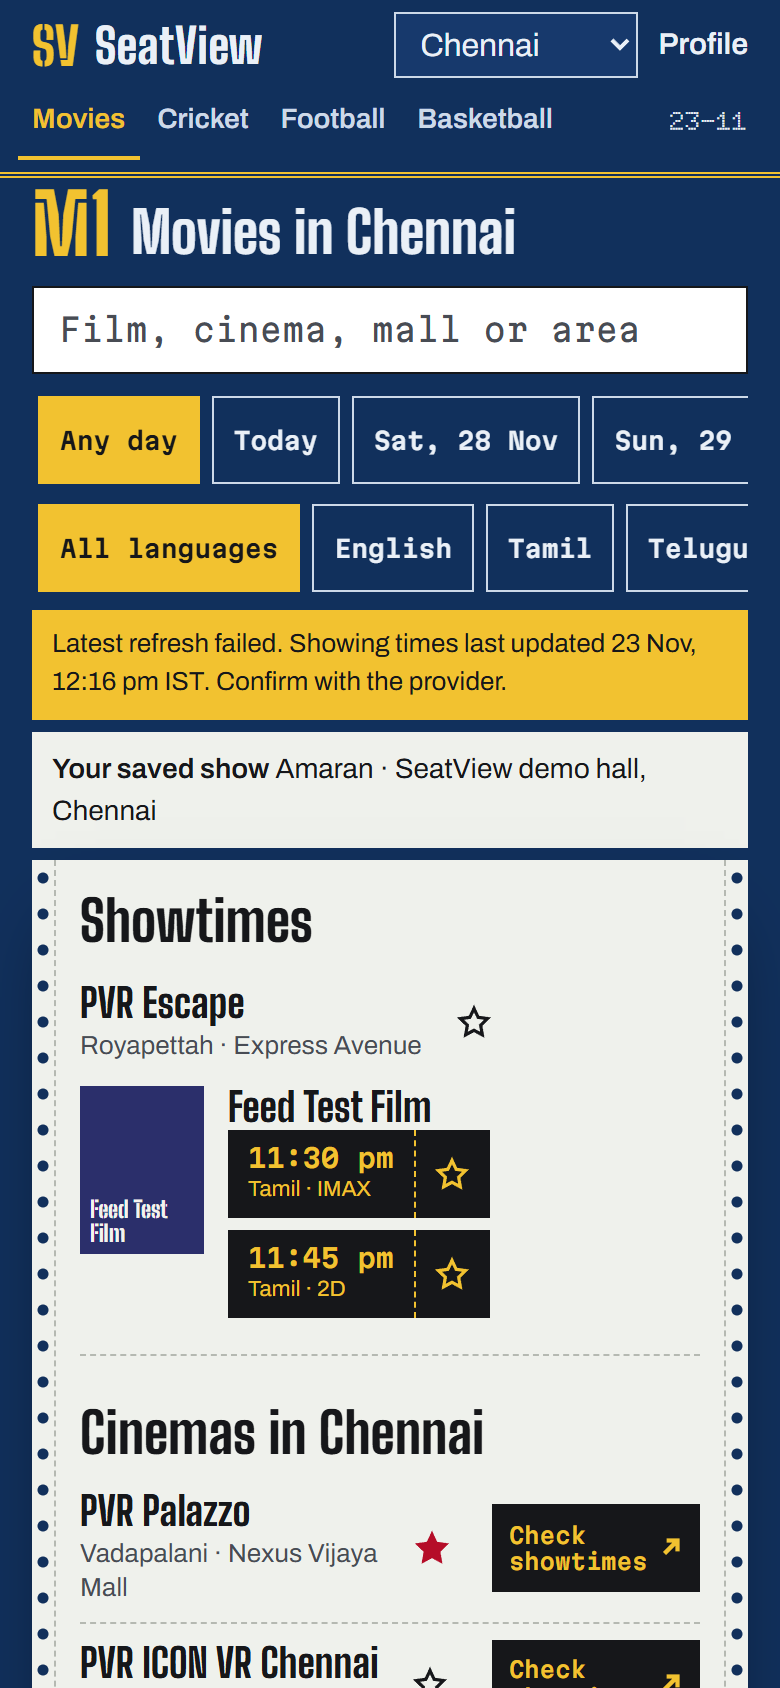 SV SeatView Chennai Profile
Movies Cricket Football Basketball 23-11
M1 Movies in Chennai
Film, cinema, mall or area
Any day Today Sat, 28 Nov Sun, 29
All languages English Tamil Telugu
Latest refresh failed. Showing times last updated 23 Nov,
12:16 pm IST. Confirm with the provider.
Your saved show Amaran · SeatView demo hall,
Chennai
Showtimes
PVR Escape
Royapettah · Express Avenue
Feed Test Film
11:30 pm
Tamil · IMAX
Feed Test
Film
11:45 pm
Tamil · 2D
Cinemas in Chennai
PVR Palazzo
Vadapalani · Nexus Vijaya
Mall
Check
showtimes
PVR ICON VR Chennai
Check